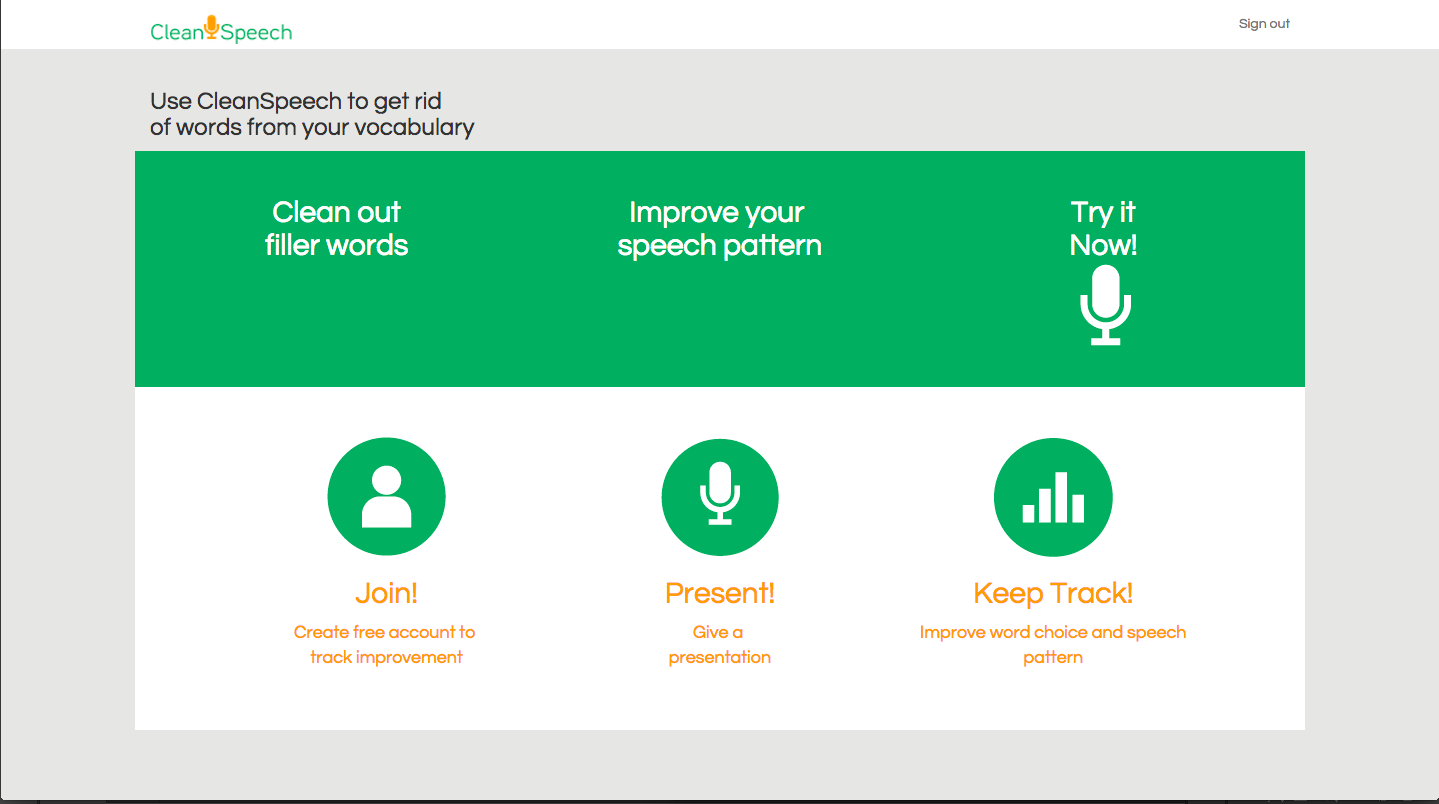 Clean Speech
Sign out
Use CleanSpeech to get rid
of words from your vocabulary
Clean out
filler words
Improve your
speech pattern
Try it
Now!
Join!
Create free account to
track improvement
Present!
Give a
presentation
Keep Track!
Improve word choice and speech
pattern